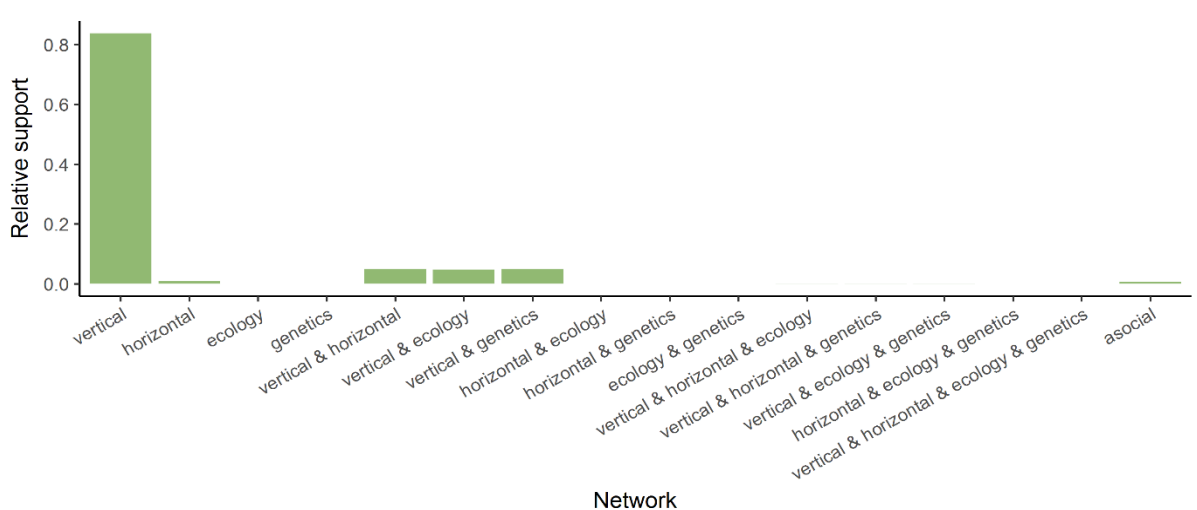 Relative support
0.8
0.6
0.4
0.2
0.0
vertical
horizontal
ecology
genetics
vertical & horizontal
vertical & ecology
vertical & genetics
horizontal & ecology
horizontal & genetics
ecology & genetics
vertical & horizontal & ecology
vertical & horizontal & genetics
vertical & ecology & genetics
horizontal & ecology & genetics
vertical & horizontal & ecology & genetics
asocial
Network